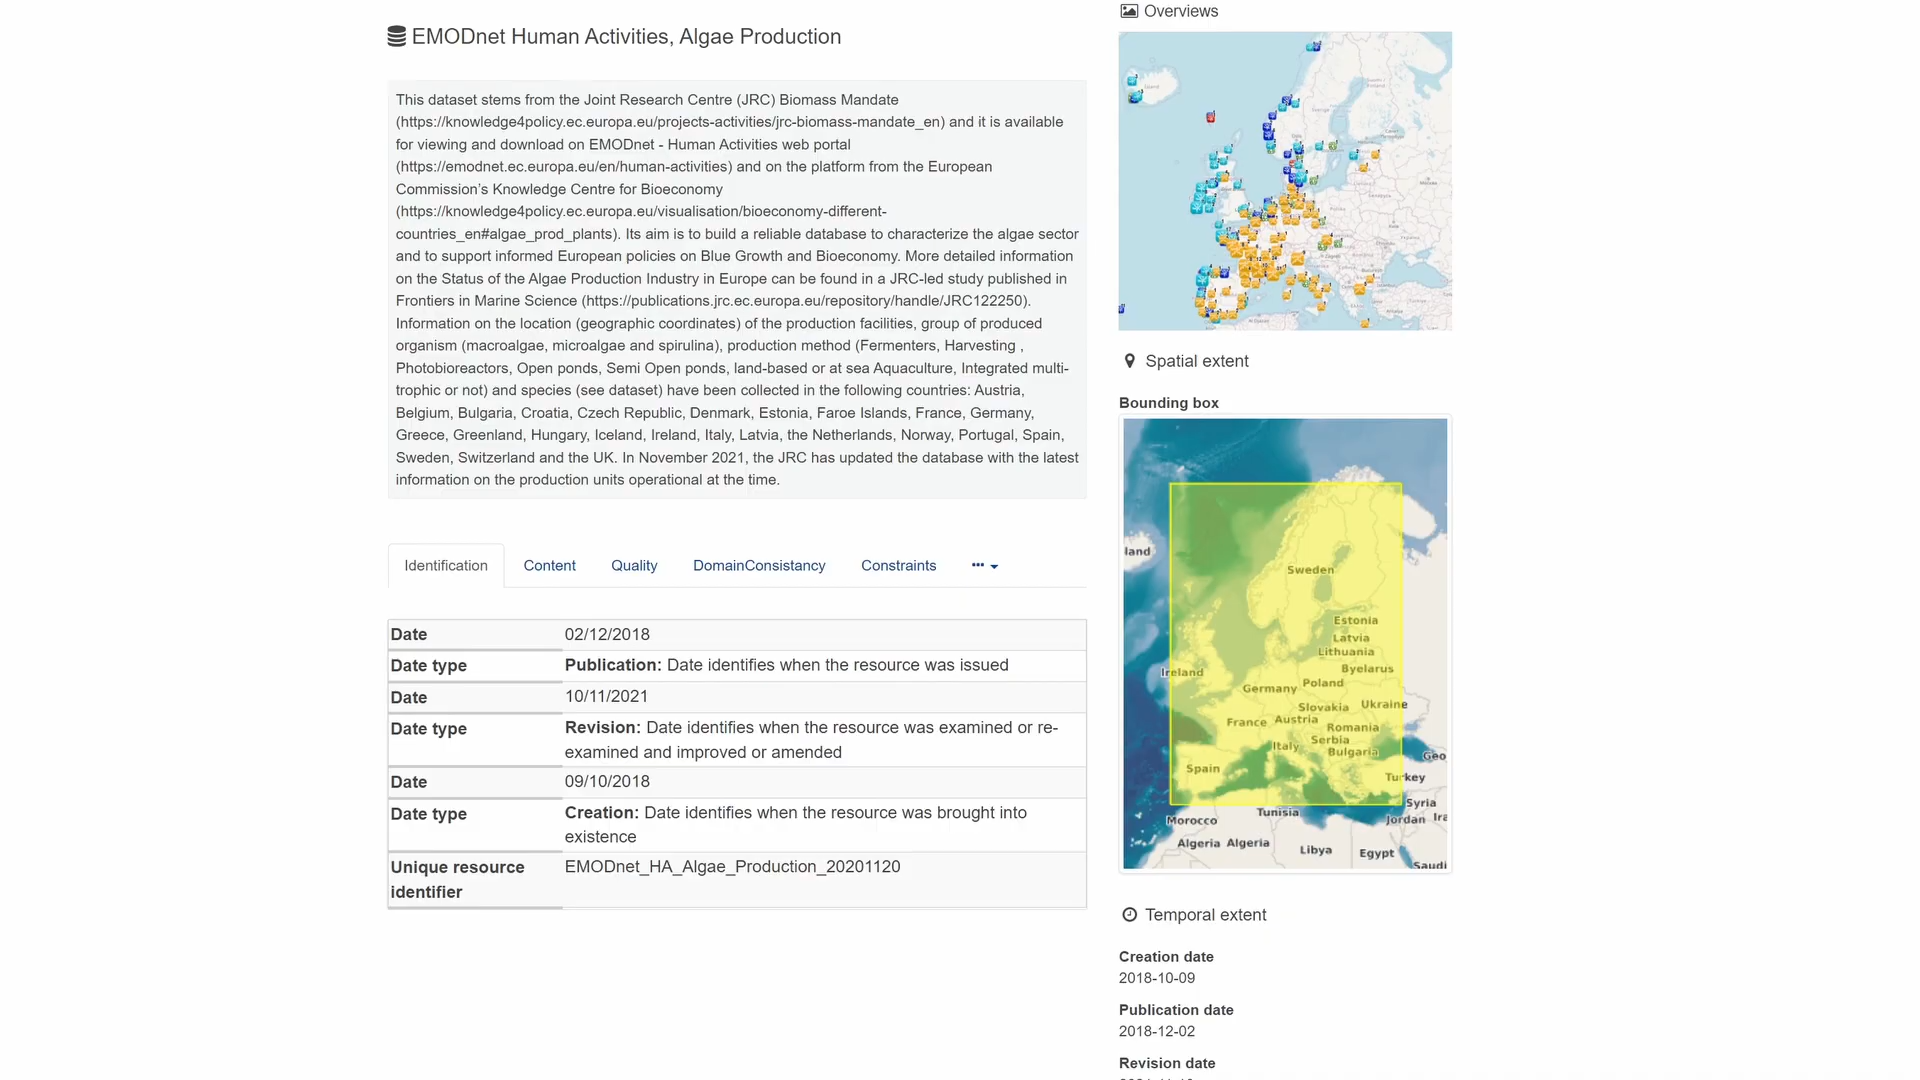 EMODnet Human Activities, Algae Production
This dataset stems from the Joint Research Centre (JRC) Biomass Mandate
(https://knowledge4policy.ec.europa.eu/projects-activities/jrc-biomass-mandate_en) and it is available
for viewing and download on EMODnet - Human Activities web portal
(https://emodnet.ec.europa.eu/en/human-activities) and on the platform from the European
Commission’s Knowledge Centre for Bioeconomy
(https://knowledge4policy.ec.europa.eu/visualisation/bioeconomy-different-
countries_en#algae_prod_plants). Its aim is to build a reliable database to characterize the algae sector
and to support informed European policies on Blue Growth and Bioeconomy. More detailed information
on the Status of the Algae Production Industry in Europe can be found in a JRC-led study published in
Frontiers in Marine Science (https://publications.jrc.ec.europa.eu/repository/handle/JRC122250).
Information on the location (geographic coordinates) of the production facilities, group of produced
organism (macroalgae, microalgae and spirulina), production method (Fermenters, Harvesting ,
Photobioreactors, Open ponds, Semi Open ponds, land-based or at sea Aquaculture, Integrated multi-
trophic or not) and species (see dataset) have been collected in the following countries: Austria,
Belgium, Bulgaria, Croatia, Czech Republic, Denmark, Estonia, Faroe Islands, France, Germany,
Greece, Greenland, Hungary, Iceland, Ireland, Italy, Latvia, the Netherlands, Norway, Portugal, Spain,
Sweden, Switzerland and the UK. In November 2021, the JRC has updated the database with the latest
information on the production units operational at the time.
Identification Content Quality DomainConsistancy Constraints
Date 02/12/2018
Date type Publication: Date identifies when the resource was issued
Date 10/11/2021
Date type Revision: Date identifies when the resource was examined or re-
examined and improved or amended
Date 09/10/2018
Date type Creation: Date identifies when the resource was brought into
existence
Unique resource EMODnet_HA_Algae_Production_20201120
identifier
Overviews
Spatial extent
Bounding box
land
Sweden
Estonia
Latvia
Lithuania
Byelarus
Ireland
Poland
Germany
Slovakia Ukraine
France Austria
Romania
Serbia
Italy Bulgaria
Geo
Spain
Turkey
Syria
Tunisia
Morocco Jordan Ira
Algeria Algeria
Libya
Egypt
Saudi
Temporal extent
Creation date
2018-10-09
Publication date
2018-12-02
Revision date